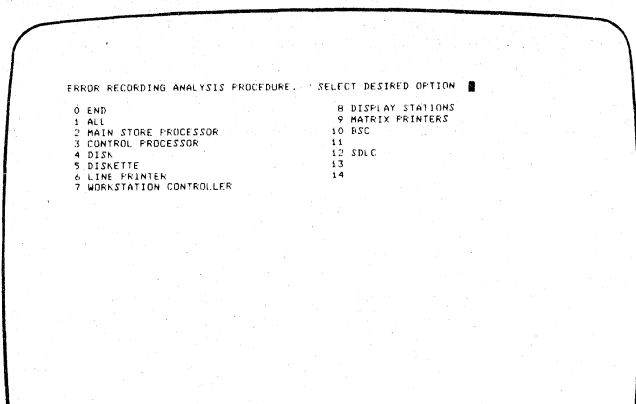 ERROR RECORDING ANALYSIS PROCEDURE. SELECT DESIRED OPTION
0 END
1 ALL
2 MAIN STORE PROCESSOR
3 CONTROL PROCESSOR
4 DISK
5 DISKETTE
6 LINE PRINTER
7 WORKSTATION CONTROLLER
8 DISPLAY STATIONS
9 MATRIX PRINTERS
10 BSC
11
12 SDLC
13
14